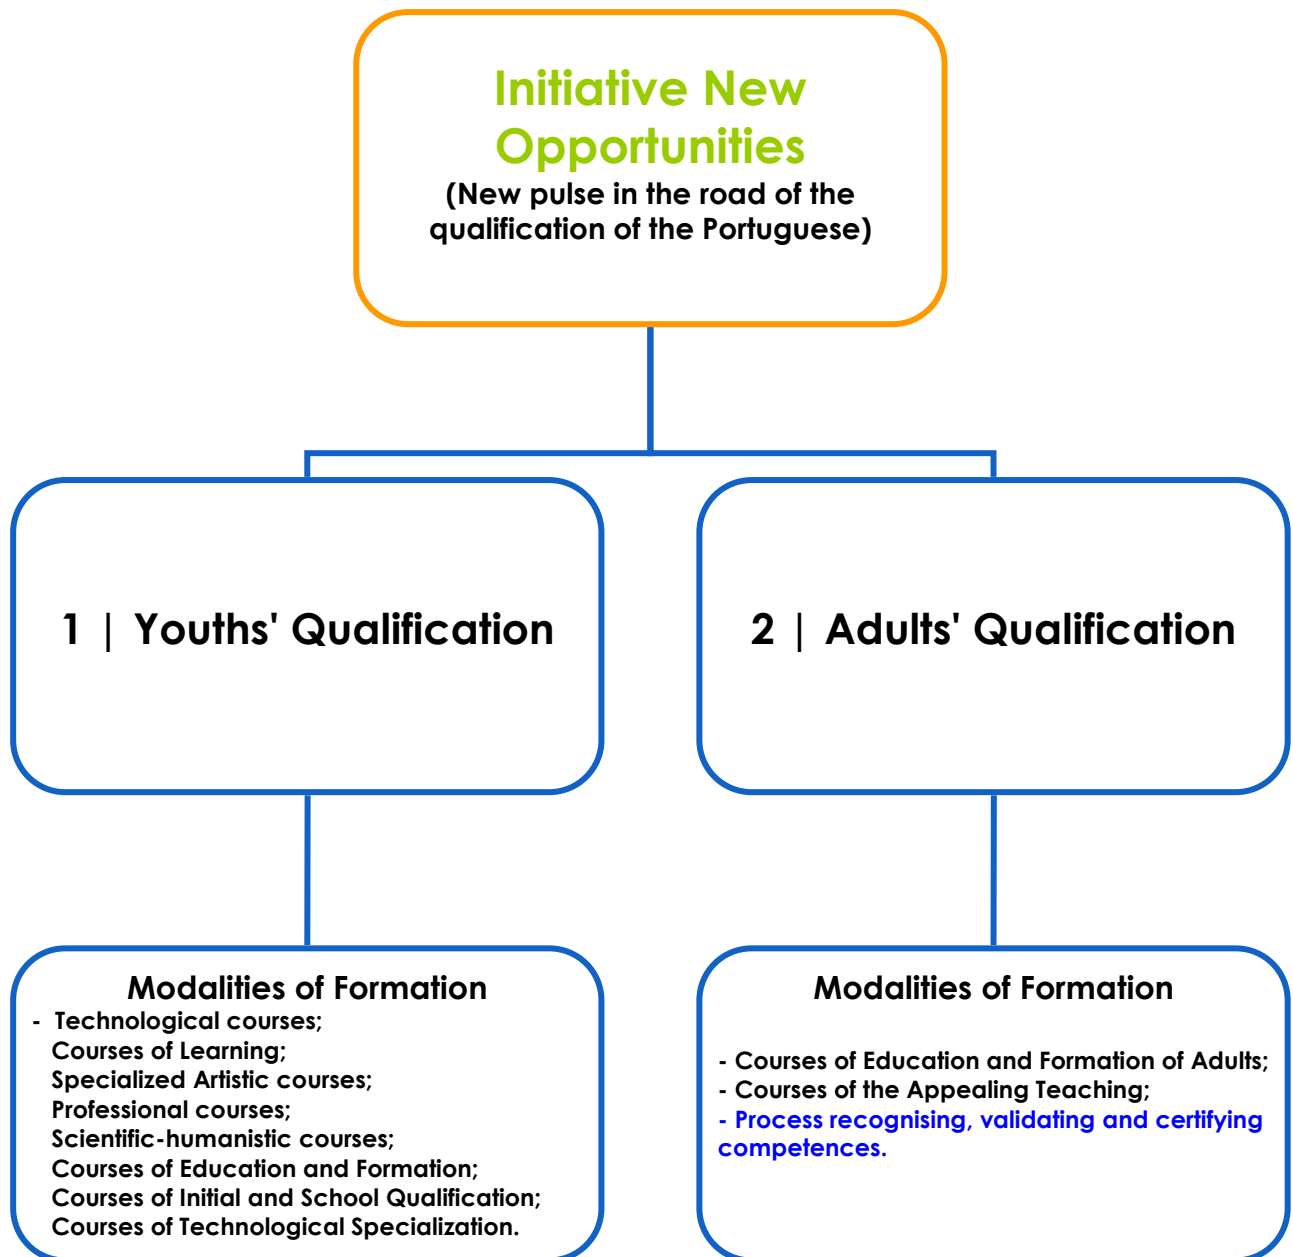 Initiative New
Opportunities
(New pulse in the road of the
qualification of the Portuguese)
1 | Youths' Qualification
2 | Adults' Qualification
Modalities of Formation
- Technological courses;
Courses of Learning;
Specialized Artistic courses;
Professional courses;
Scientific-humanistic courses;
Courses of Education and Formation;
Courses of Initial and School Qualification;
Courses of Technological Specialization.
Modalities of Formation
- Courses of Education and Formation of Adults;
- Courses of the Appealing Teaching;
- Process recognising, validating and certifying
competences.